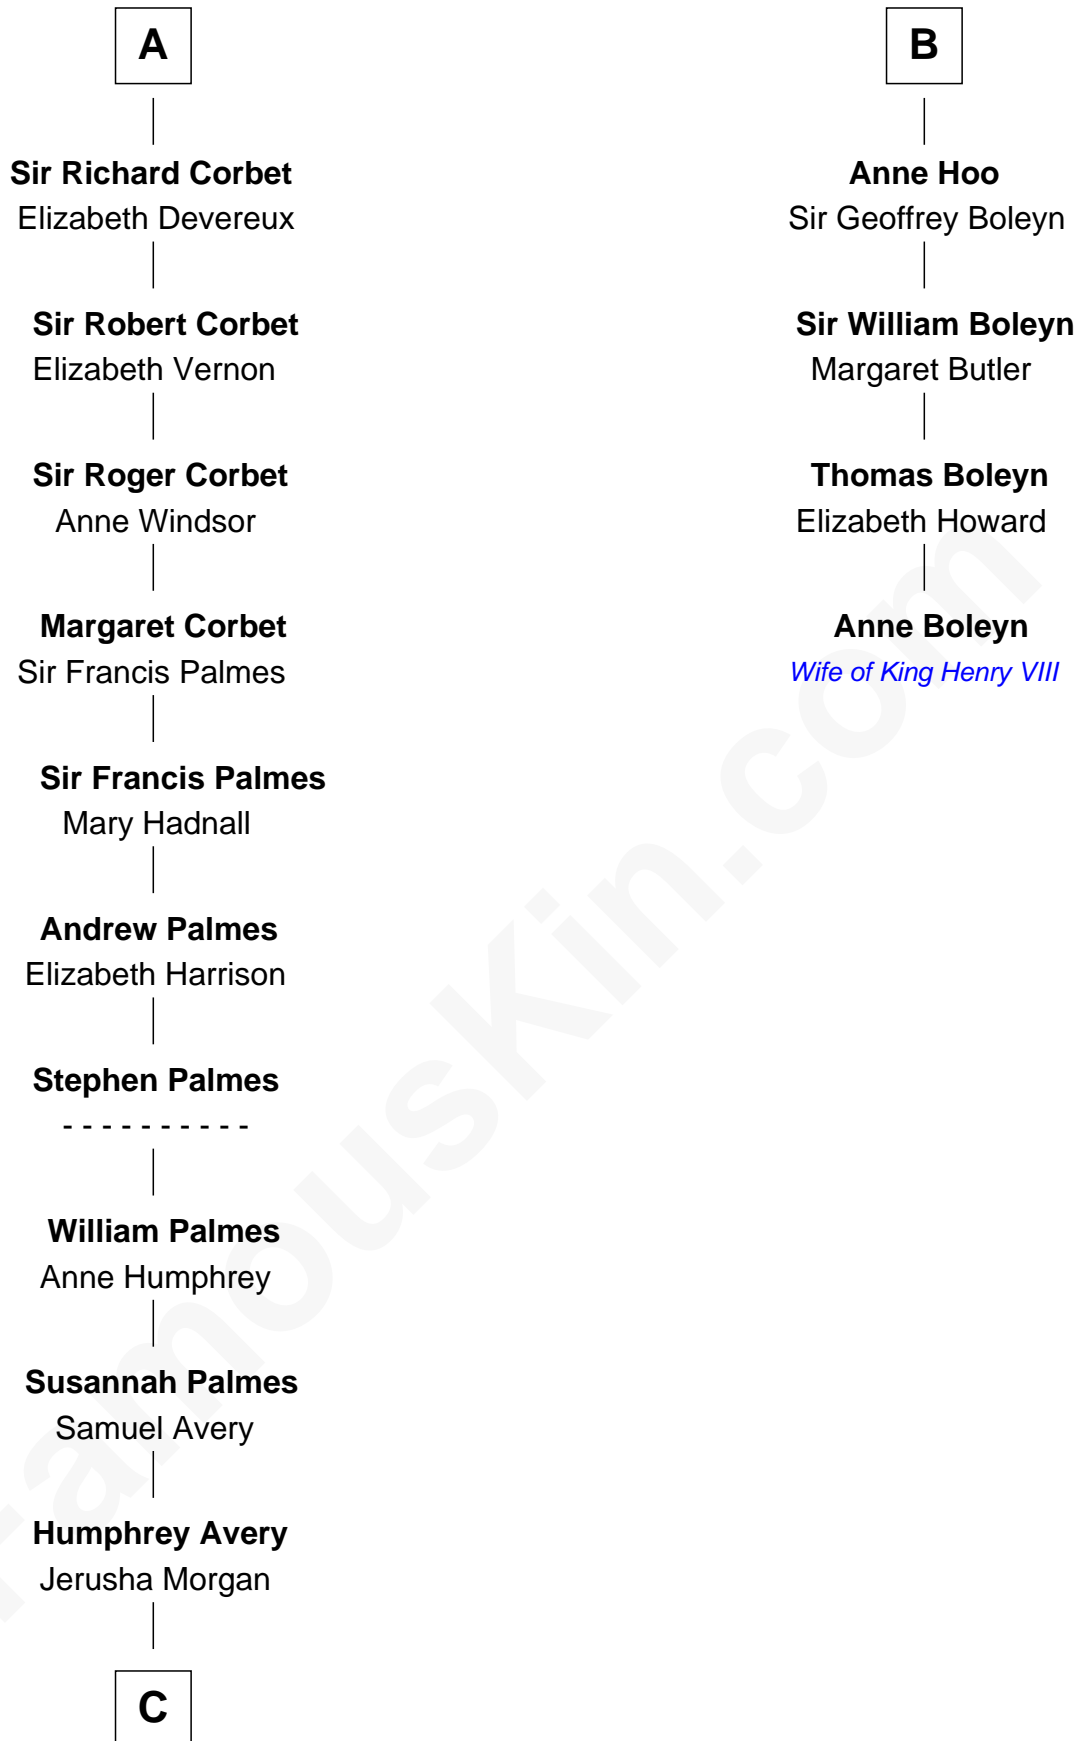 A
Sir Richard Corbet
Elizabeth Devereux
Sir Robert Corbet
Elizabeth Vernon
Sir Roger Corbet
Anne Windsor
Margaret Corbet
Sir Francis Palmes
Sir Francis Palmes
Mary Hadnall
Andrew Palmes
Elizabeth Harrison
Stephen Palmes
- - - - - - - - - -
William Palmes
Anne Humphrey
Susannah Palmes
Samuel Avery
Humphrey Avery
Jerusha Morgan
C
B
Anne Hoo
Sir Geoffrey Boleyn
Sir William Boleyn
Margaret Butler
Thomas Boleyn
Elizabeth Howard
Anne Boleyn
Wife of King Henry VIII
FamousKin.com